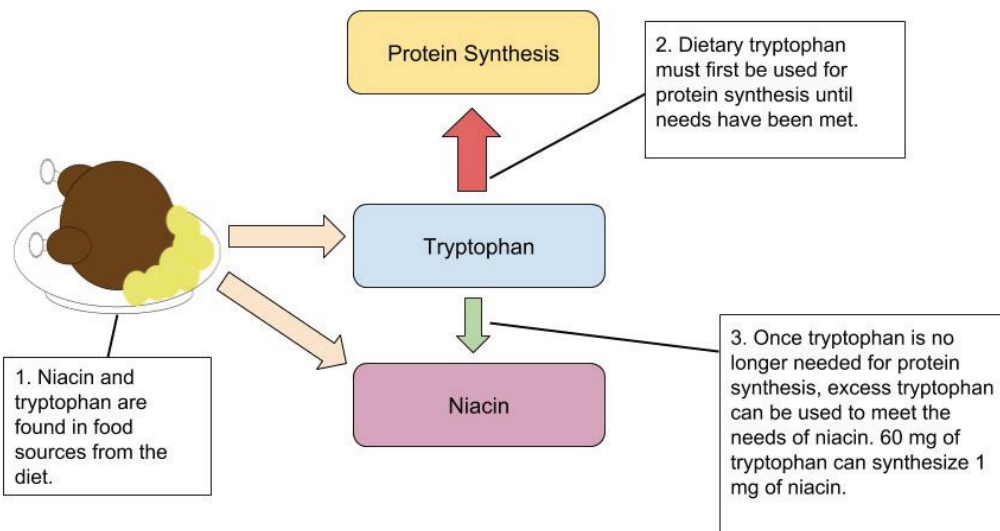 Protein Synthesis
2. Dietary tryptophan
must first be used for
protein synthesis until
needs have been met.
Tryptophan
1. Niacin and
tryptophan are
found in food
sources from the
diet.
Niacin
3. Once tryptophan is no
longer needed for protein
synthesis, excess tryptophan
can be used to meet the
needs of niacin. 60 mg of
tryptophan can synthesize 1
mg of niacin.